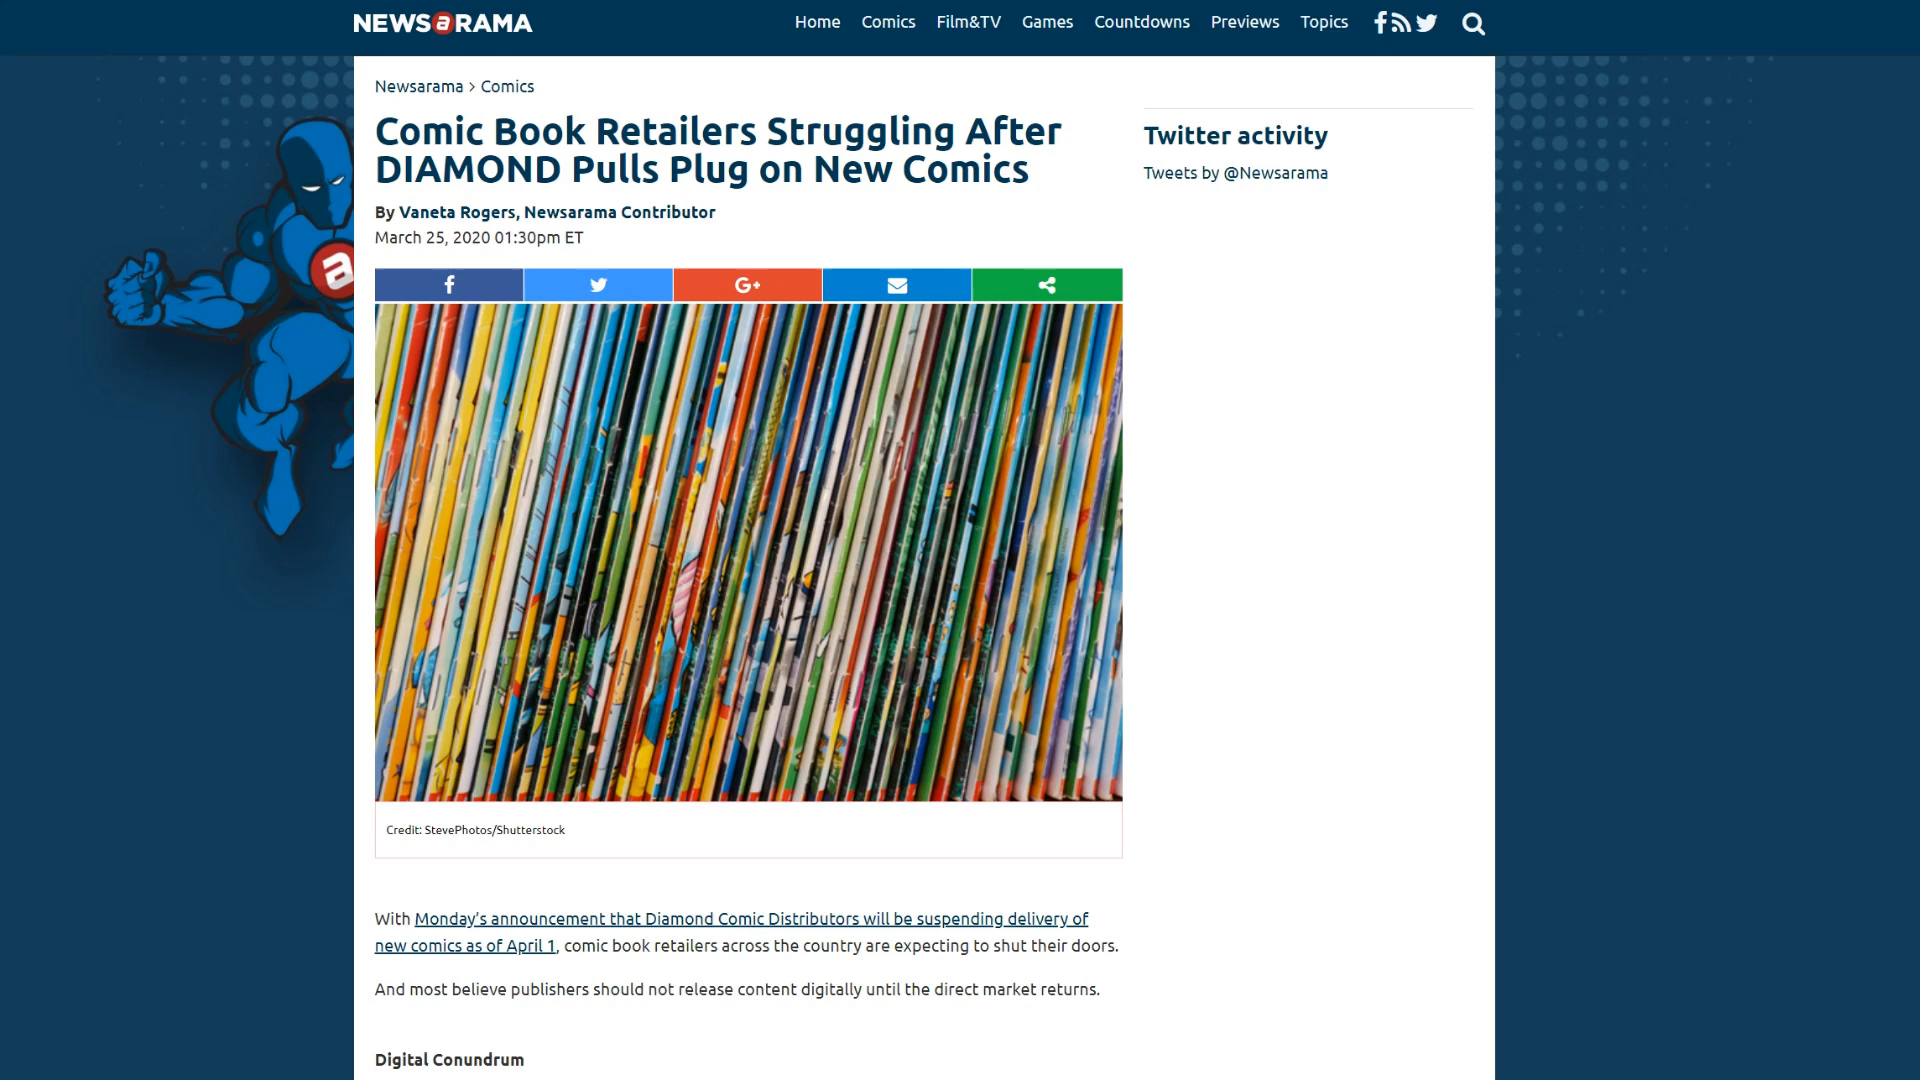 NEWSaRAMA
Home Comics Film&TV Games Countdowns Previews Topics
Newsarama > Comics
Comic Book Retailers Struggling After
DIAMOND Pulls Plug on New Comics
By Vaneta Rogers, Newsarama Contributor
March 25, 2020 01:30pm ET
G+
Twitter activity
Tweets by @Newsarama
a
Credit: StevePhotos/Shutterstock
With Monday's announcement that Diamond Comic Distributors will be suspending delivery of
new comics as of April 1, comic book retailers across the country are expecting to shut their doors.
And most believe publishers should not release content digitally until the direct market returns.
Digital Conundrum